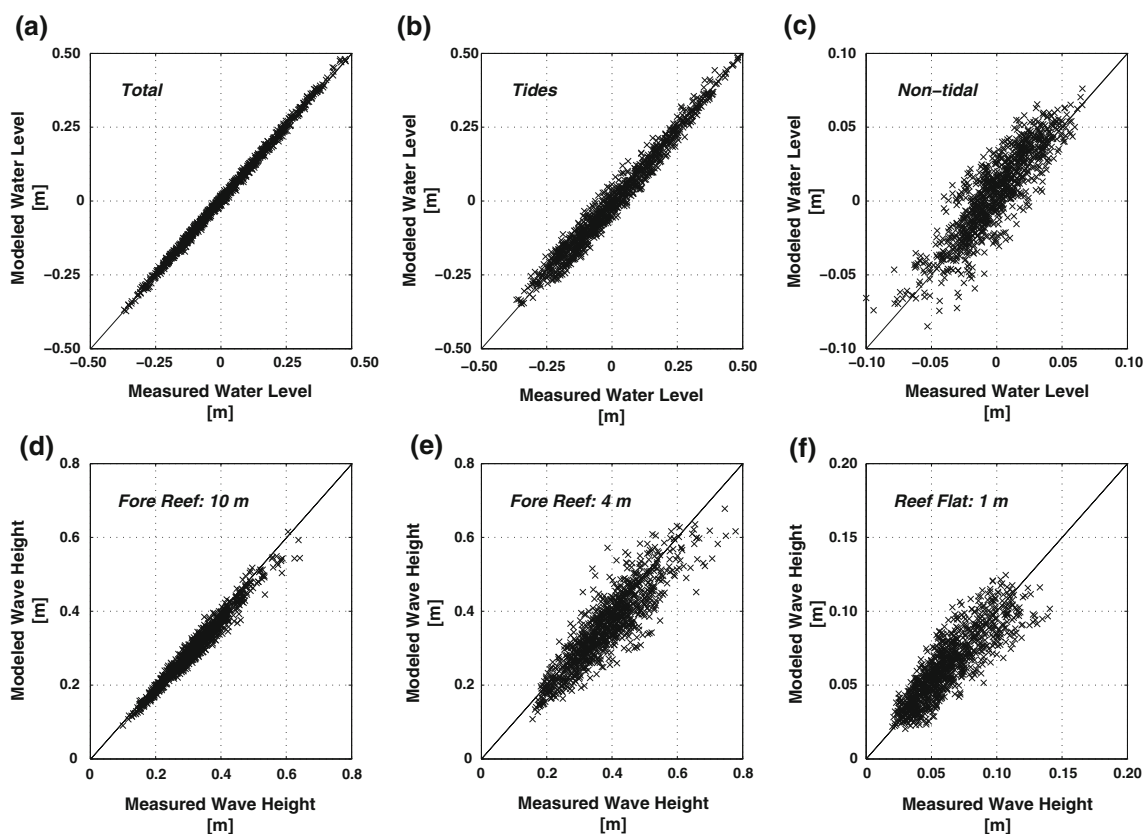 (a)
Total
0.50
0.25
0
−0.25
−0.50
−0.50
−0.25
0
0.25
0.50
Modeled Water Level
[m]
Measured Water Level
[m]
(b)
Tides
0.50
0.25
0
−0.25
−0.50
−0.50
−0.25
0
0.25
0.50
Modeled Water Level
[m]
Measured Water Level
[m]
(c)
Non−tidal
0.10
0.05
0
−0.05
−0.10
−0.10
−0.05
0
0.05
0.10
Modeled Water Level
[m]
Measured Water Level
[m]
(d)
Fore Reef: 10 m
0.8
0.6
0.4
0.2
0
0
0.2
0.4
0.6
0.8
Modeled Wave Height
[m]
Measured Wave Height
[m]
(e)
Fore Reef: 4 m
0.8
0.6
0.4
0.2
0
0
0.2
0.4
0.6
0.8
Modeled Wave Height
[m]
Measured Wave Height
[m]
(f)
Reef Flat: 1 m
0.20
0.15
0.10
0.05
0
0
0.05
0.10
0.15
0.20
Modeled Wave Height
[m]
Measured Wave Height
[m]